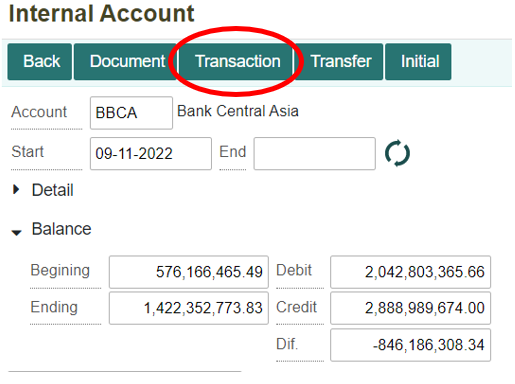 Internal Account
Back Document Transaction Transfer Initial
Account BBCA Bank Central Asia
Start 09-11-2022 End
Detail
Balance
Begining 576,166,465.49 Debit 2,042,803,365.66
Ending 1,422,352,773.83 Credit 2,888,989,674.00
Dif. -846,186,308.34